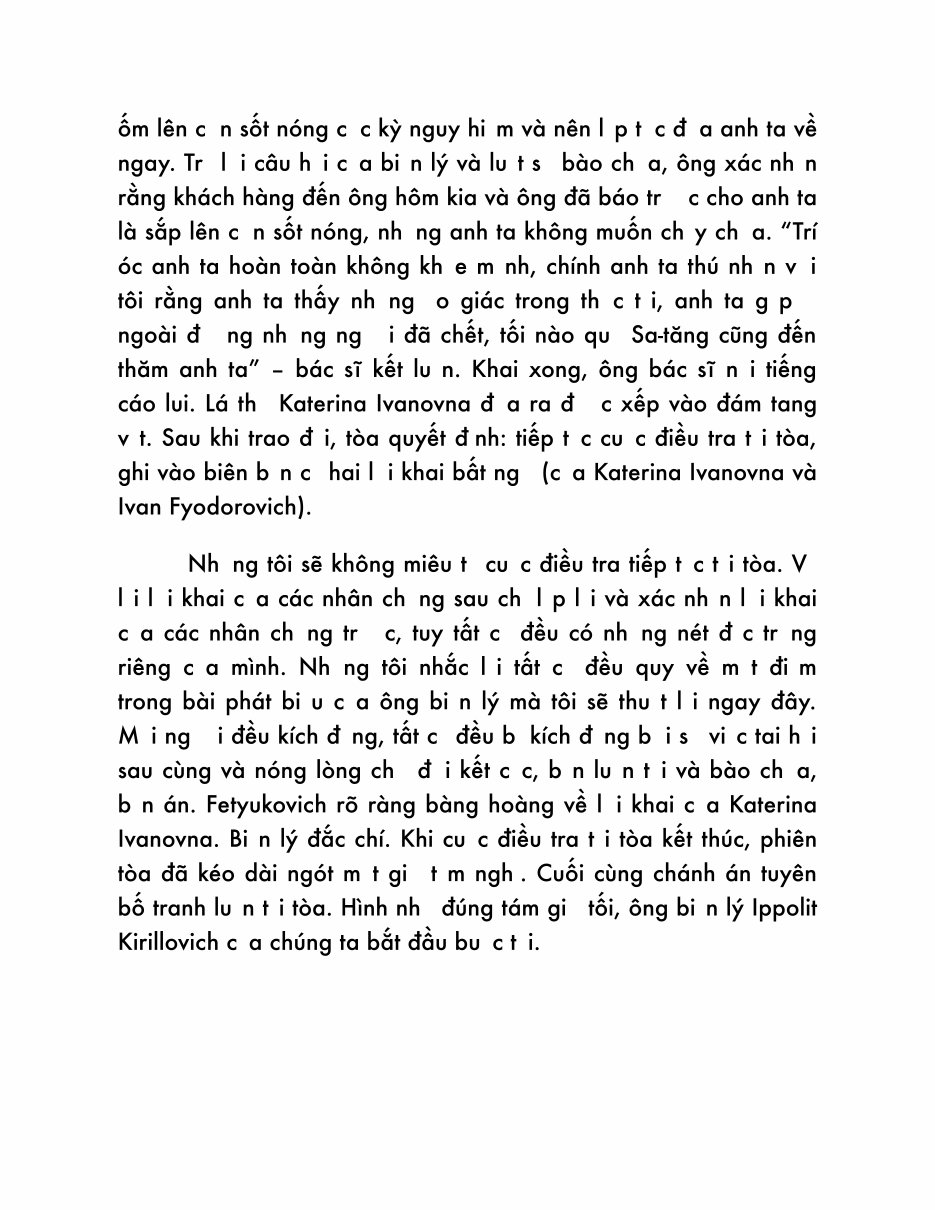 ốm lên c n sốt nóng c c kỳ nguy hi m và nên l p t c đ a anh ta về
ngay. Tr l i câu h i c a bi n lý và lu t s bào ch a, ông xác nh n
rằng khách hàng đến ông hôm kia và ông đã báo tr c cho anh ta
là sắp lên c n sốt nóng, nh ng anh ta không muốn ch y ch a. “Trí
óc anh ta hoàn toàn không kh e m nh, chính anh ta thú nh n v i
tôi rằng anh ta thấy nh ng o giác trong th c t i, anh ta g p
ngoài đ ng nh ng ng i đã chết, tối nào qu Sa-tăng cũng đến
thăm anh ta” – bác sĩ kết lu n. Khai xong, ông bác sĩ n i tiếng
cáo lui. Lá th Katerina Ivanovna đ a ra đ c xếp vào đám tang
v t. Sau khi trao đ i, tòa quyết đ nh: tiếp t c cu c điều tra t i tòa,
ghi vào biên b n c hai l i khai bất ng (c a Katerina Ivanovna và
Ivan Fyodorovich).
Nh ng tôi sẽ không miêu t cu c điều tra tiếp t c t i tòa. V
l i l i khai c a các nhân ch ng sau ch l p l i và xác nh n l i khai
c a các nhân ch ng tr c, tuy tất c đều có nh ng nét đ c tr ng
riêng c a mình. Nh ng tôi nhắc l i tất c đều quy về m t đi m
trong bài phát bi u c a ông bi n lý mà tôi sẽ thu t l i ngay đây.
M i ng i đều kích đ ng, tất c đều b kích đ ng b i s vi c tai h i
sau cùng và nóng lòng ch đ i kết c c, b n lu n t i và bào ch a,
b n án. Fetyukovich rõ ràng bàng hoàng về l i khai c a Katerina
Ivanovna. Bi n lý đắc chí. Khi cu c điều tra t i tòa kết thúc, phiên
tòa đã kéo dài ngót m t gi t m ngh . Cuối cùng chánh án tuyên
bố tranh lu n t i tòa. Hình nh đúng tám gi tối, ông bi n lý Ippolit
Kirillovich c a chúng ta bắt đầu bu c t i.